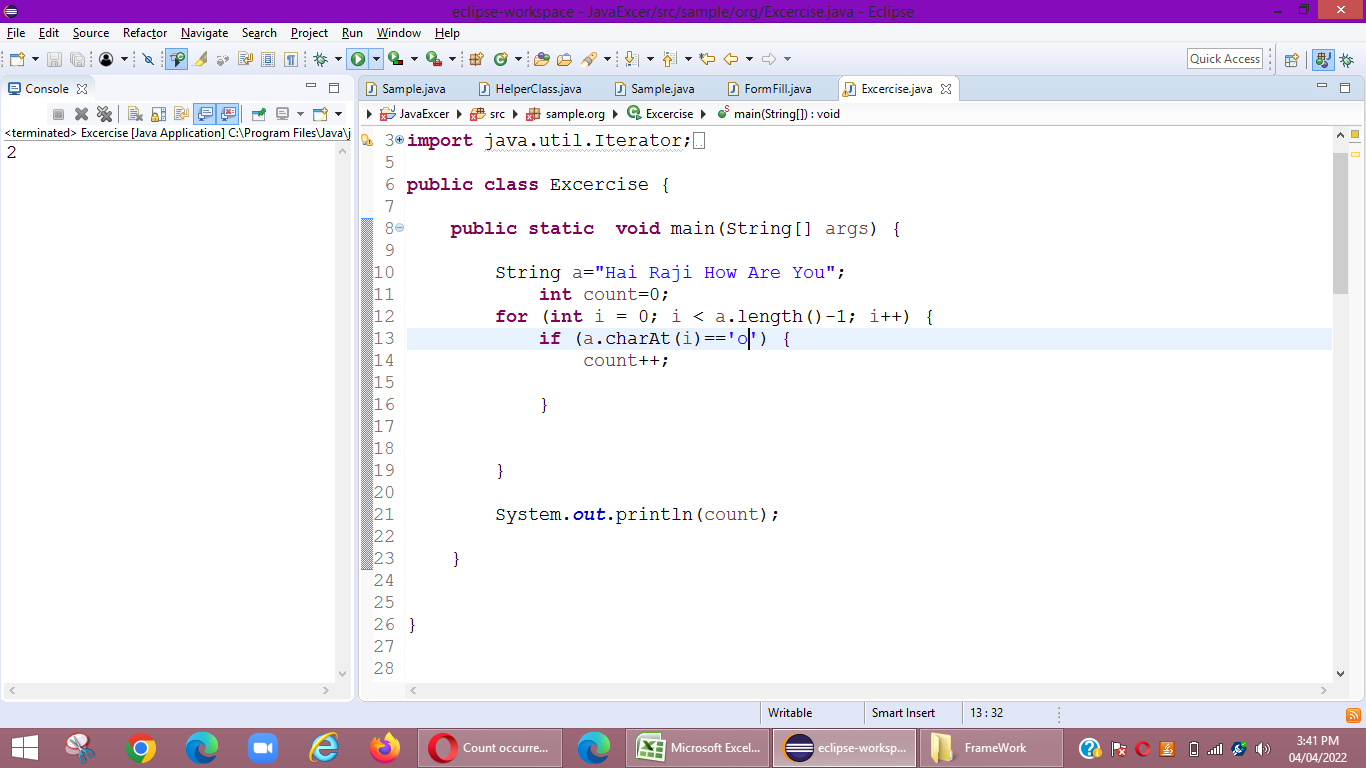 eclipse-workspace - JavaExcer/src/sample/org/Excercise.java - Eclipse
File Edit Source Refactor Navigate Search Project Run Window Help
Quick Access
Console
<terminated> Excercise [Java Application] C:\Program Files\Java\j
2
Sample.java HelperClass.java Sample.java FormFill.java Excercise.java
JavaExcer src sample.org Excercise main(String[]) : void
3 import java.util.Iterator;
5
6 public class Excercise {
7
8 public static  void main(String[] args) {
9
10 String a="Hai Raji How Are You";
11 int count=0;
12 for (int i = 0; i < a.length()-1; i++) {
13 if (a.charAt(i)=='o') {
14 count++;
15
16 }
17
18
19 }
20
21 System.out.println(count);
22
23 }
24
25
26 }
27
28
Writable Smart Insert 13 : 32
Count occurre... Microsoft Excel... eclipse-worksp... FrameWork
3:41 PM
04/04/2022